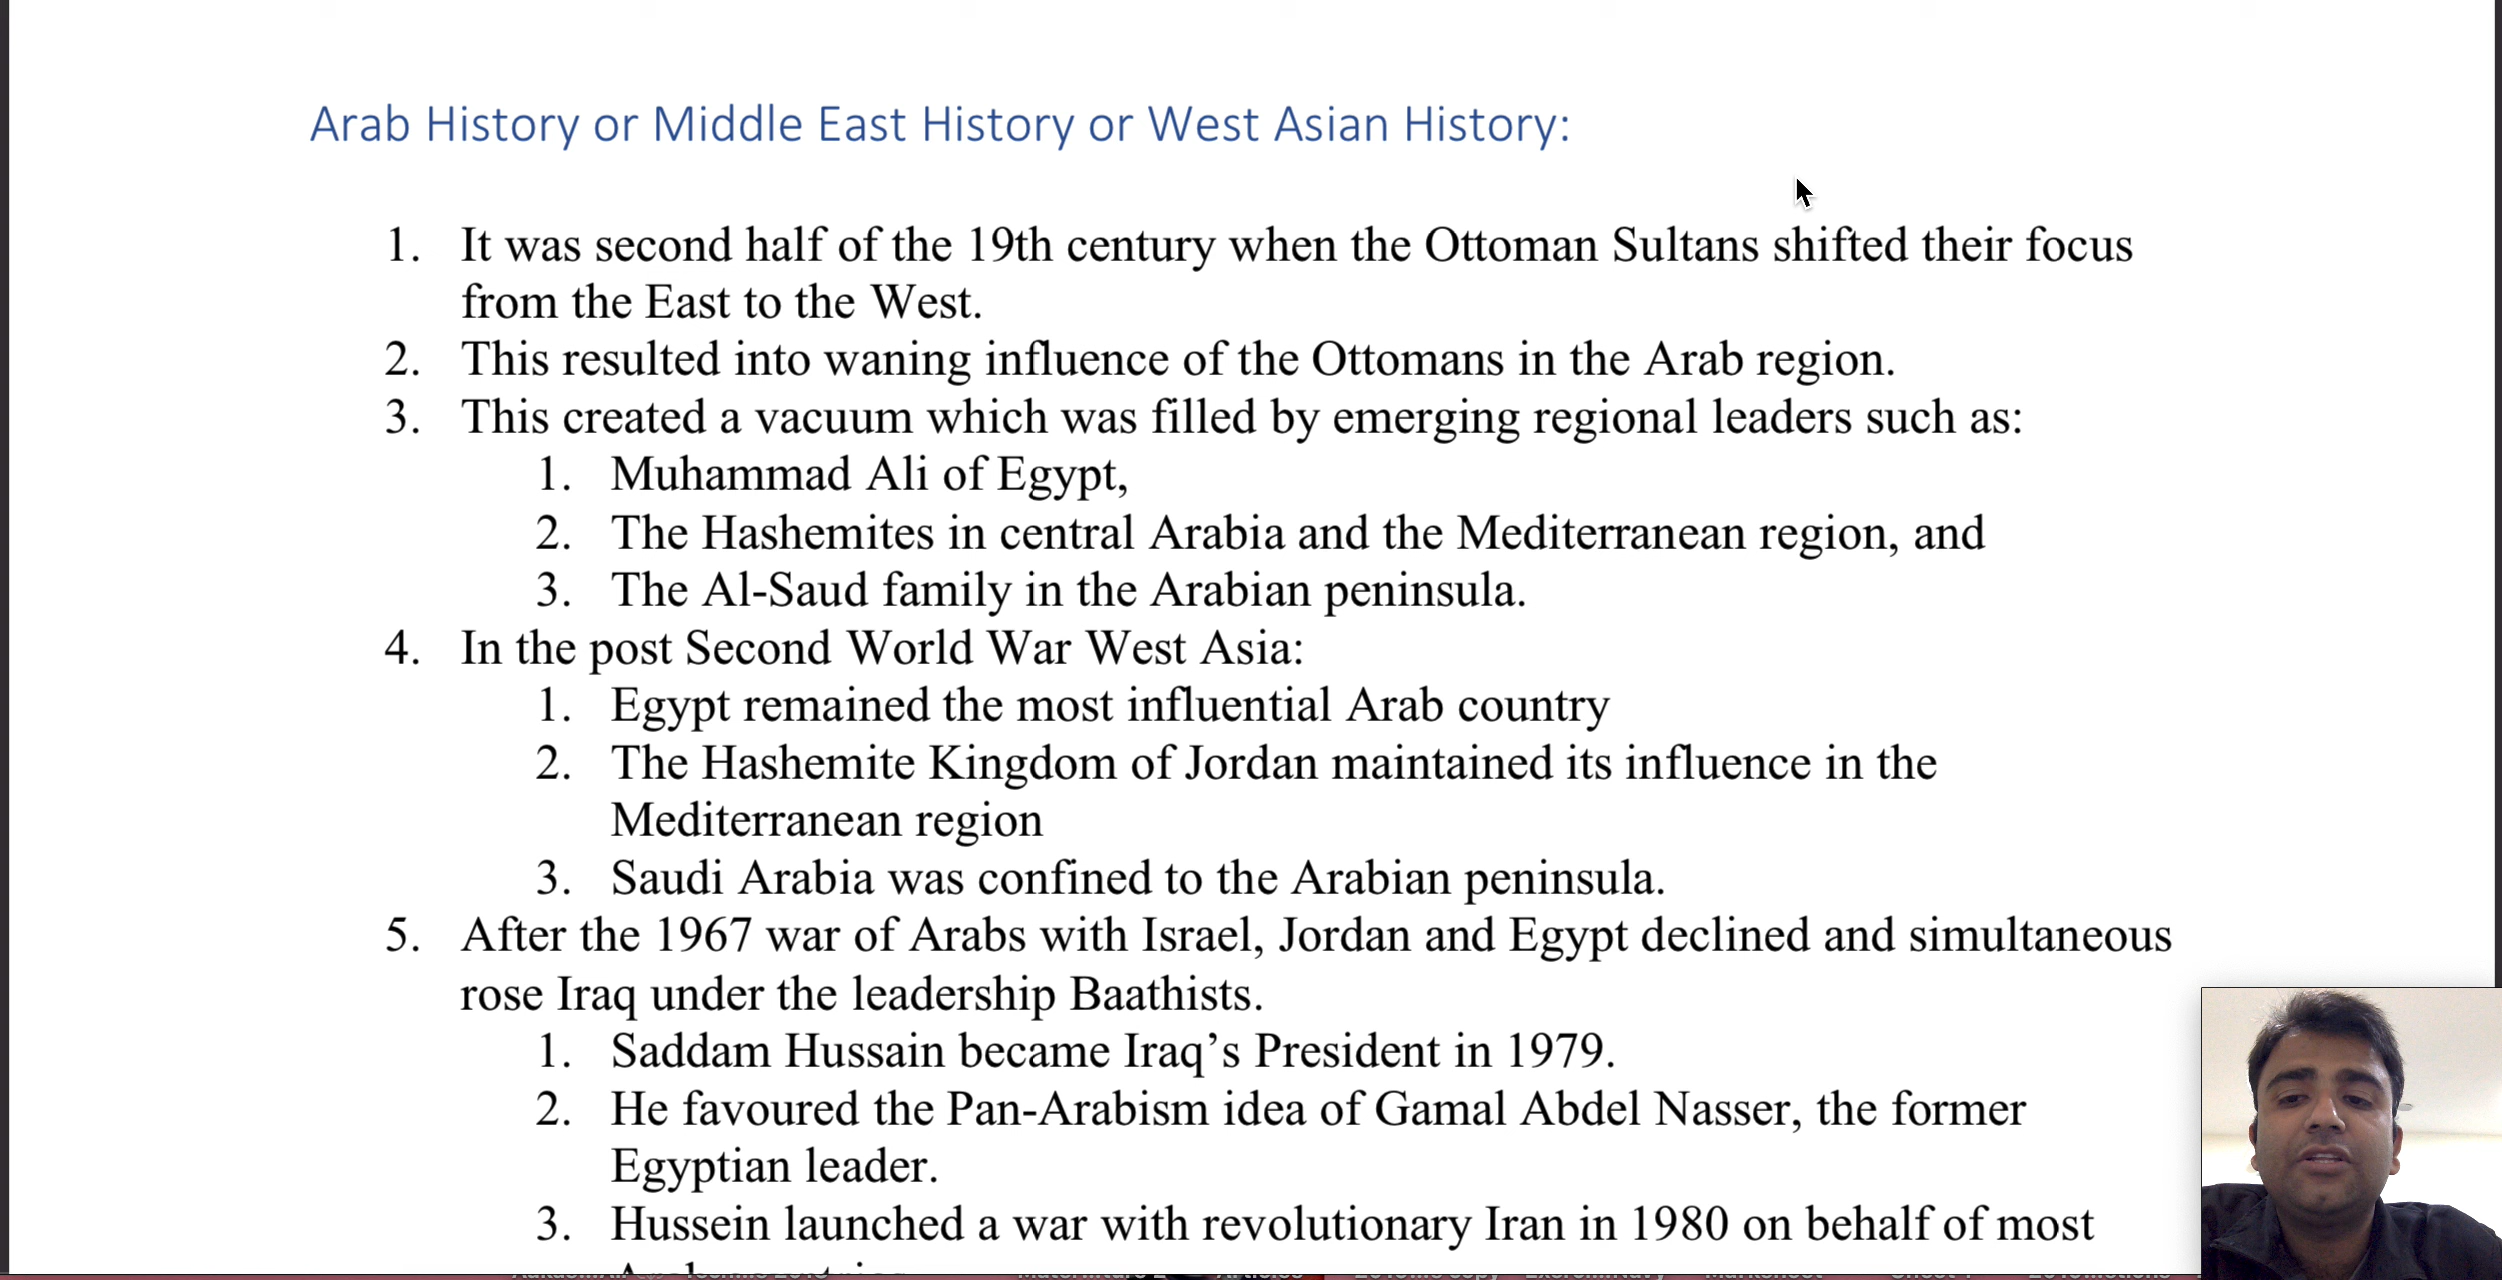 Arab History or Middle East History or West Asian History:
1. It was second half of the 19th century when the Ottoman Sultans shifted their focus
from the East to the West.
2. This resulted into waning influence of the Ottomans in the Arab region.
3. This created a vacuum which was filled by emerging regional leaders such as:
1. Muhammad Ali of Egypt,
2. The Hashemites in central Arabia and the Mediterranean region, and
3. The Al-Saud family in the Arabian peninsula.
4. In the post Second World War West Asia:
1. Egypt remained the most influential Arab country
2. The Hashemite Kingdom of Jordan maintained its influence in the
Mediterranean region
3. Saudi Arabia was confined to the Arabian peninsula.
5. After the 1967 war of Arabs with Israel, Jordan and Egypt declined and simultaneous
rose Iraq under the leadership Baathists.
1. Saddam Hussain became Iraq’s President in 1979.
2. He favoured the Pan-Arabism idea of Gamal Abdel Nasser, the former
Egyptian leader.
3. Hussein launched a war with revolutionary Iran in 1980 on behalf of most